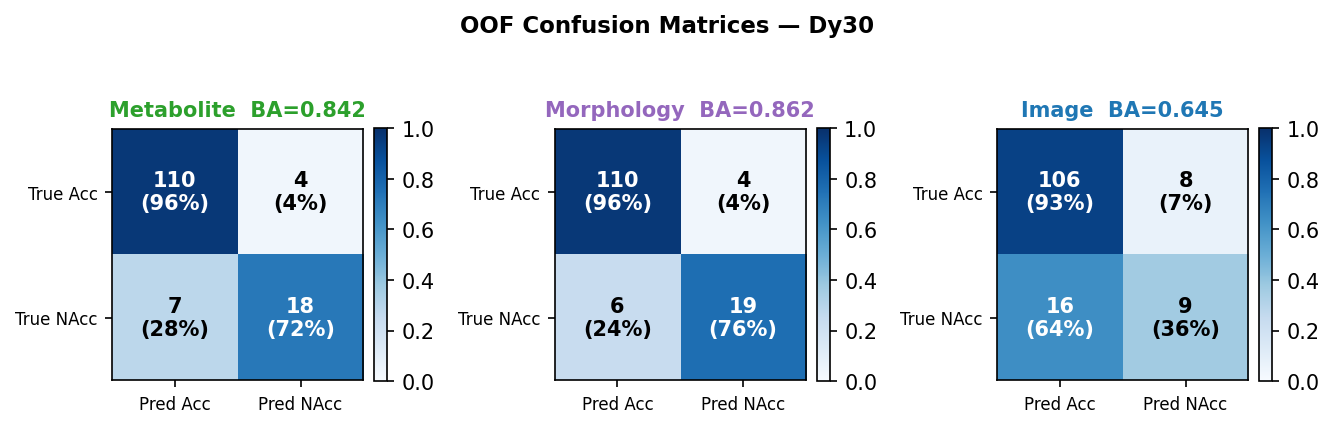 OOF Confusion Matrices — Dy30
Metabolite BA=0.842
True Acc
True NAcc
110
(96%)
4
(4%)
7
(28%)
18
(72%)
Pred Acc
Pred NAcc
1.0
0.8
0.6
0.4
0.2
0.0
Morphology BA=0.862
True Acc
True NAcc
110
(96%)
4
(4%)
6
(24%)
19
(76%)
Pred Acc
Pred NAcc
1.0
0.8
0.6
0.4
0.2
0.0
Image BA=0.645
True Acc
True NAcc
106
(93%)
8
(7%)
16
(64%)
9
(36%)
Pred Acc
Pred NAcc
1.0
0.8
0.6
0.4
0.2
0.0